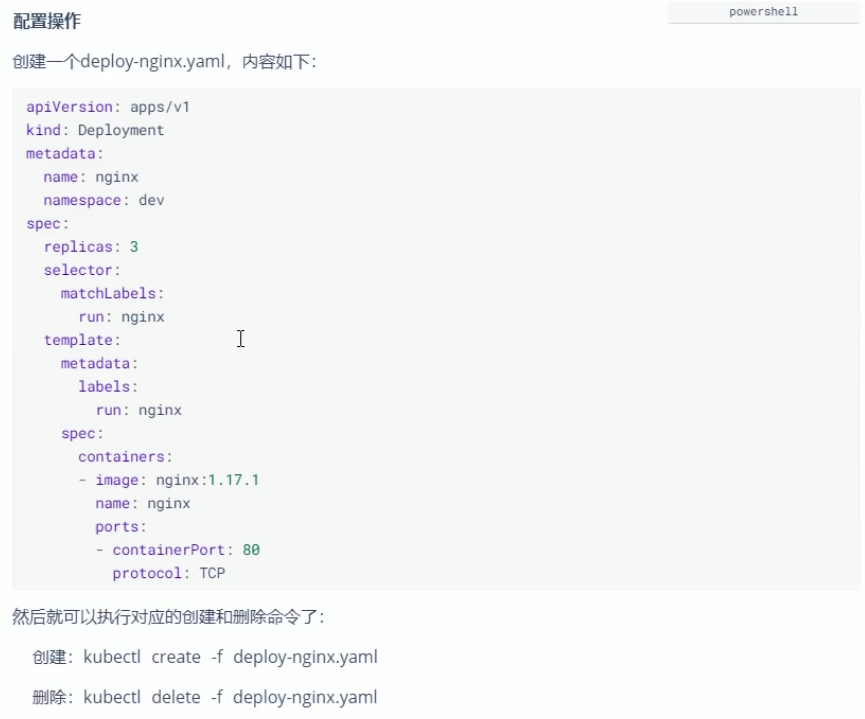 配置操作
powershell
创建一个deploy-nginx.yaml，内容如下：
apiVersion: apps/v1
kind: Deployment
metadata:
  name: nginx
  namespace: dev
spec:
  replicas: 3
  selector:
    matchLabels:
      run: nginx
  template:
    metadata:
      labels:
        run: nginx
    spec:
      containers:
      - image: nginx:1.17.1
        name: nginx
        ports:
        - containerPort: 80
          protocol: TCP
然后就可以执行对应的创建和删除命令了：
创建：kubectl create -f deploy-nginx.yaml
删除：kubectl delete -f deploy-nginx.yaml